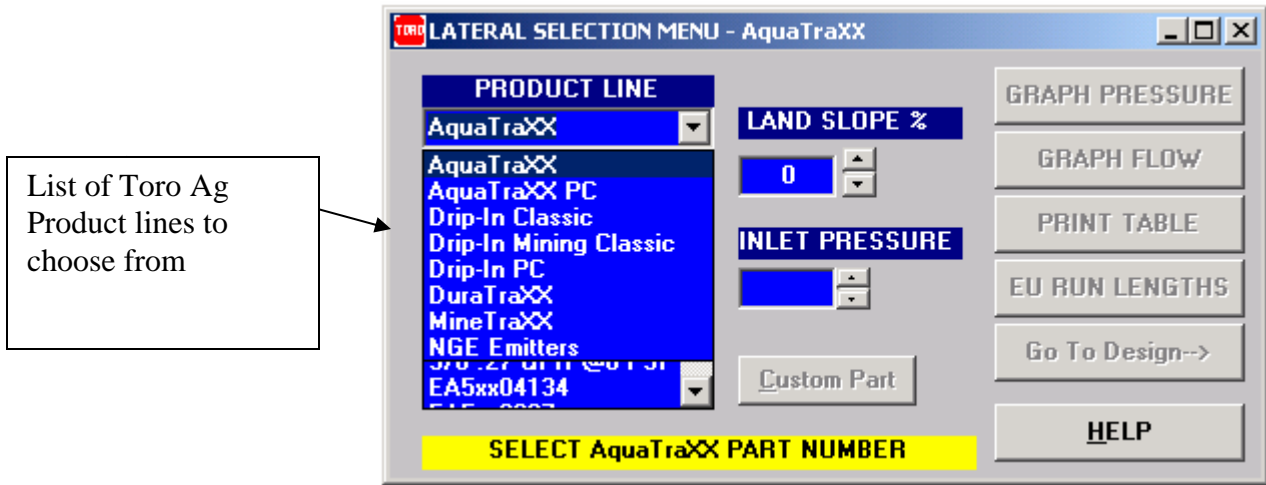 TORO LATERAL SELECTION MENU - AquaTraXX
PRODUCT LINE
AquaTraXX
AquaTraXX
AquaTraXX PC
Drip-In Classic
Drip-In Mining Classic
Drip-In PC
DuraTraXX
MineTraXX
NGE Emitters
EA5xx04134
LAND SLOPE %
0
INLET PRESSURE
Custom Part
GRAPH PRESSURE
GRAPH FLOW
PRINT TABLE
EU RUN LENGTHS
Go To Design-->
HELP
SELECT AquaTraXX PART NUMBER
List of Toro Ag
Product lines to
choose from